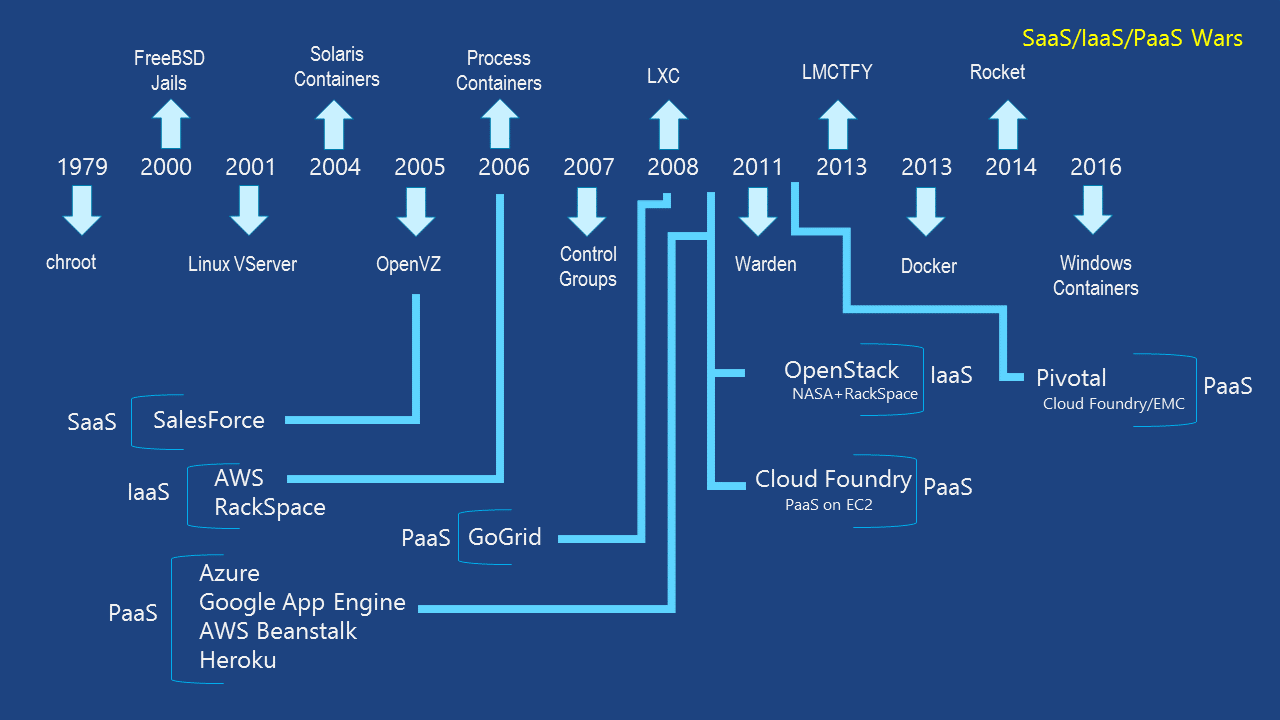 SaaS/IaaS/PaaS Wars
FreeBSD
Jails
Solaris
Containers
Process
Containers
LXC
LMCTFY
Rocket
1979 2000 2001 2004 2005 2006 2007 2008 2011 2013 2013 2014 2016
chroot
Linux VServer
OpenVZ
Control
Groups
Warden
Docker
Windows
Containers
SaaS
SalesForce
IaaS
AWS
RackSpace
PaaS
GoGrid
PaaS
Azure
Google App Engine
AWS Beanstalk
Heroku
OpenStack
NASA+RackSpace
IaaS
Cloud Foundry
PaaS on EC2
PaaS
Pivotal
Cloud Foundry/EMC
PaaS